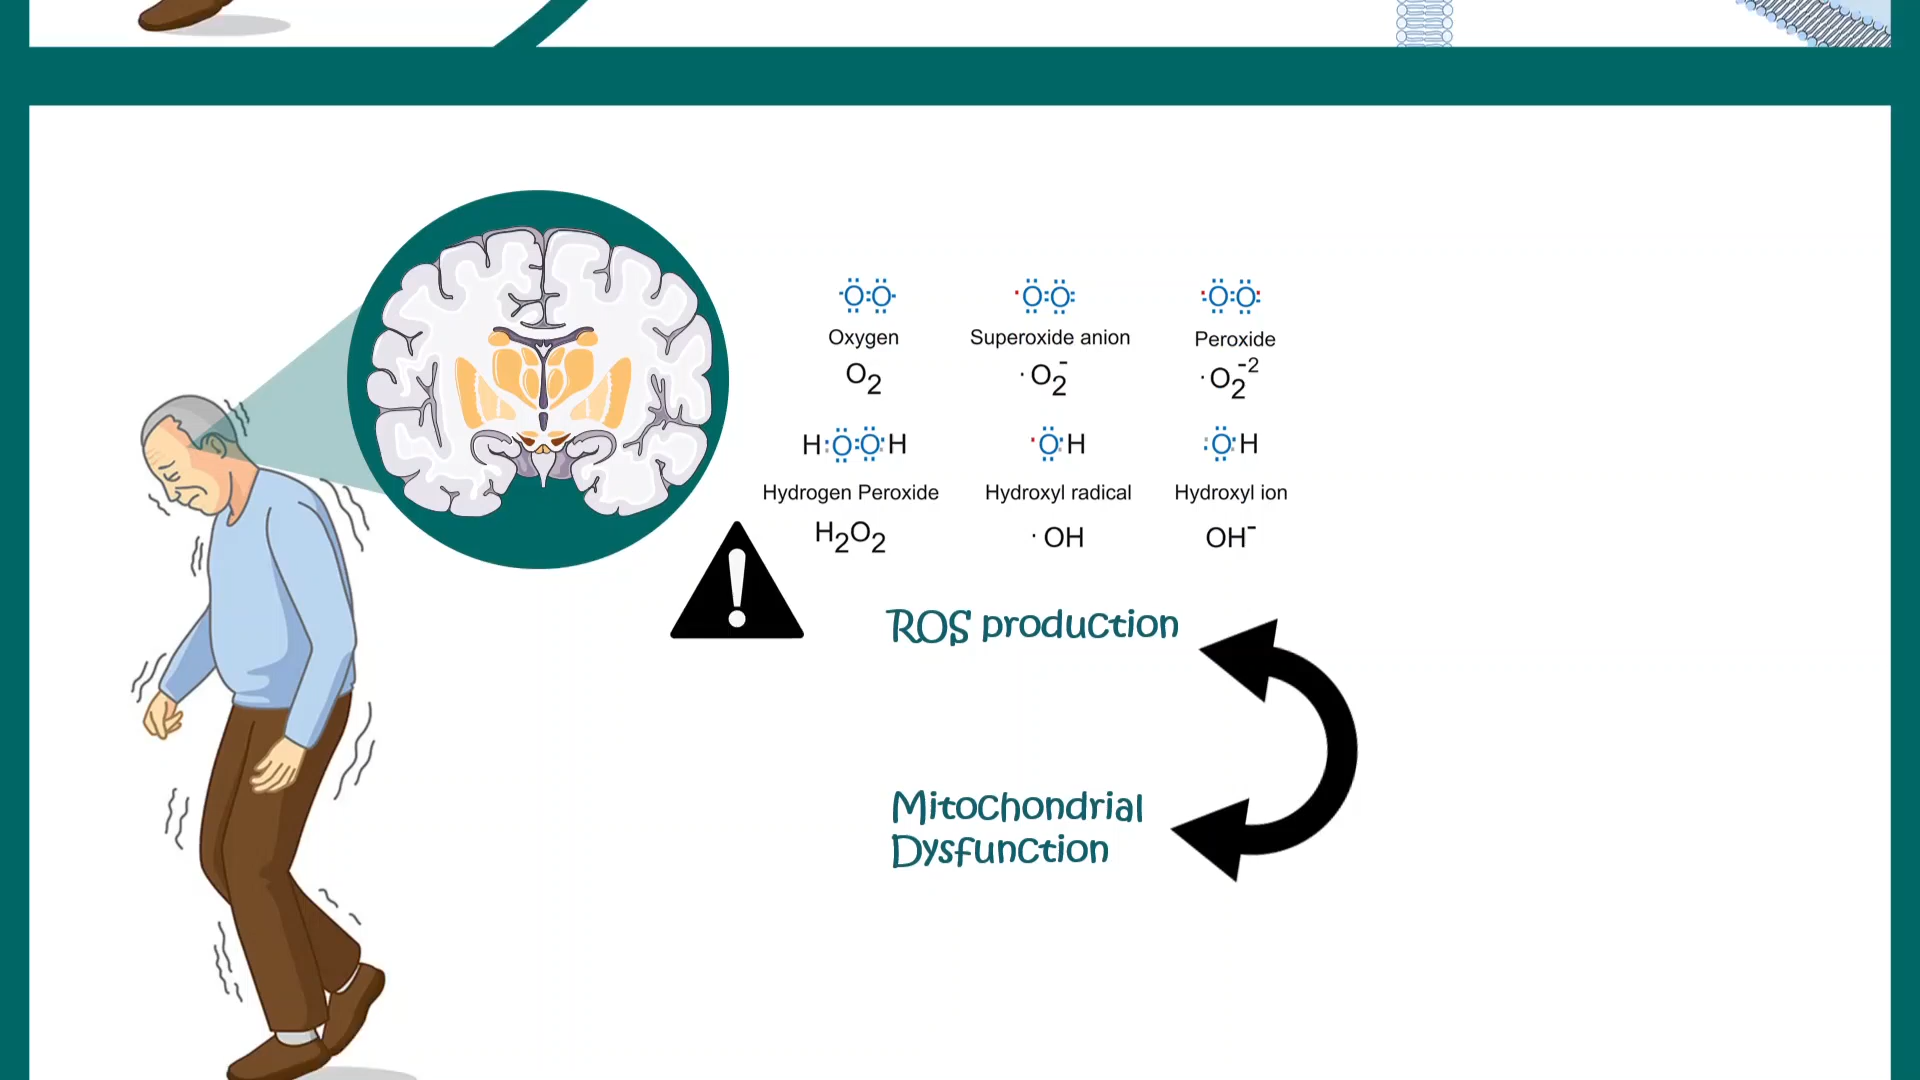 ·O:O·
·O:O:
:O:O:
Oxygen Superoxide anion Peroxide
O₂ ·O₂⁻ ·O₂⁻²
H:O:O:H ·O:H :O:H
Hydrogen Peroxide Hydroxyl radical Hydroxyl ion
H₂O₂ ·OH OH⁻
!
ROS production
Mitochondrial
Dysfunction